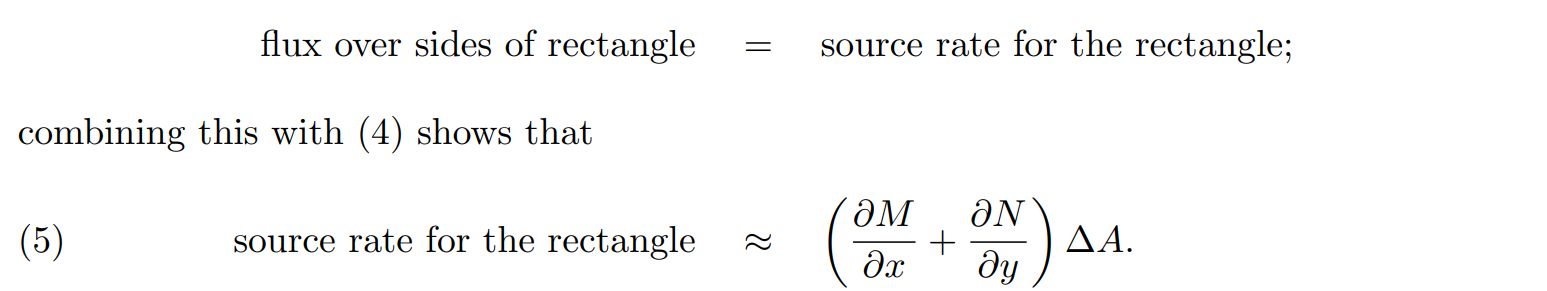 flux over sides of rectangle = source rate for the rectangle;
combining this with (4) shows that
(5) source rate for the rectangle ≈ (∂M/∂x + ∂N/∂y) ΔA.